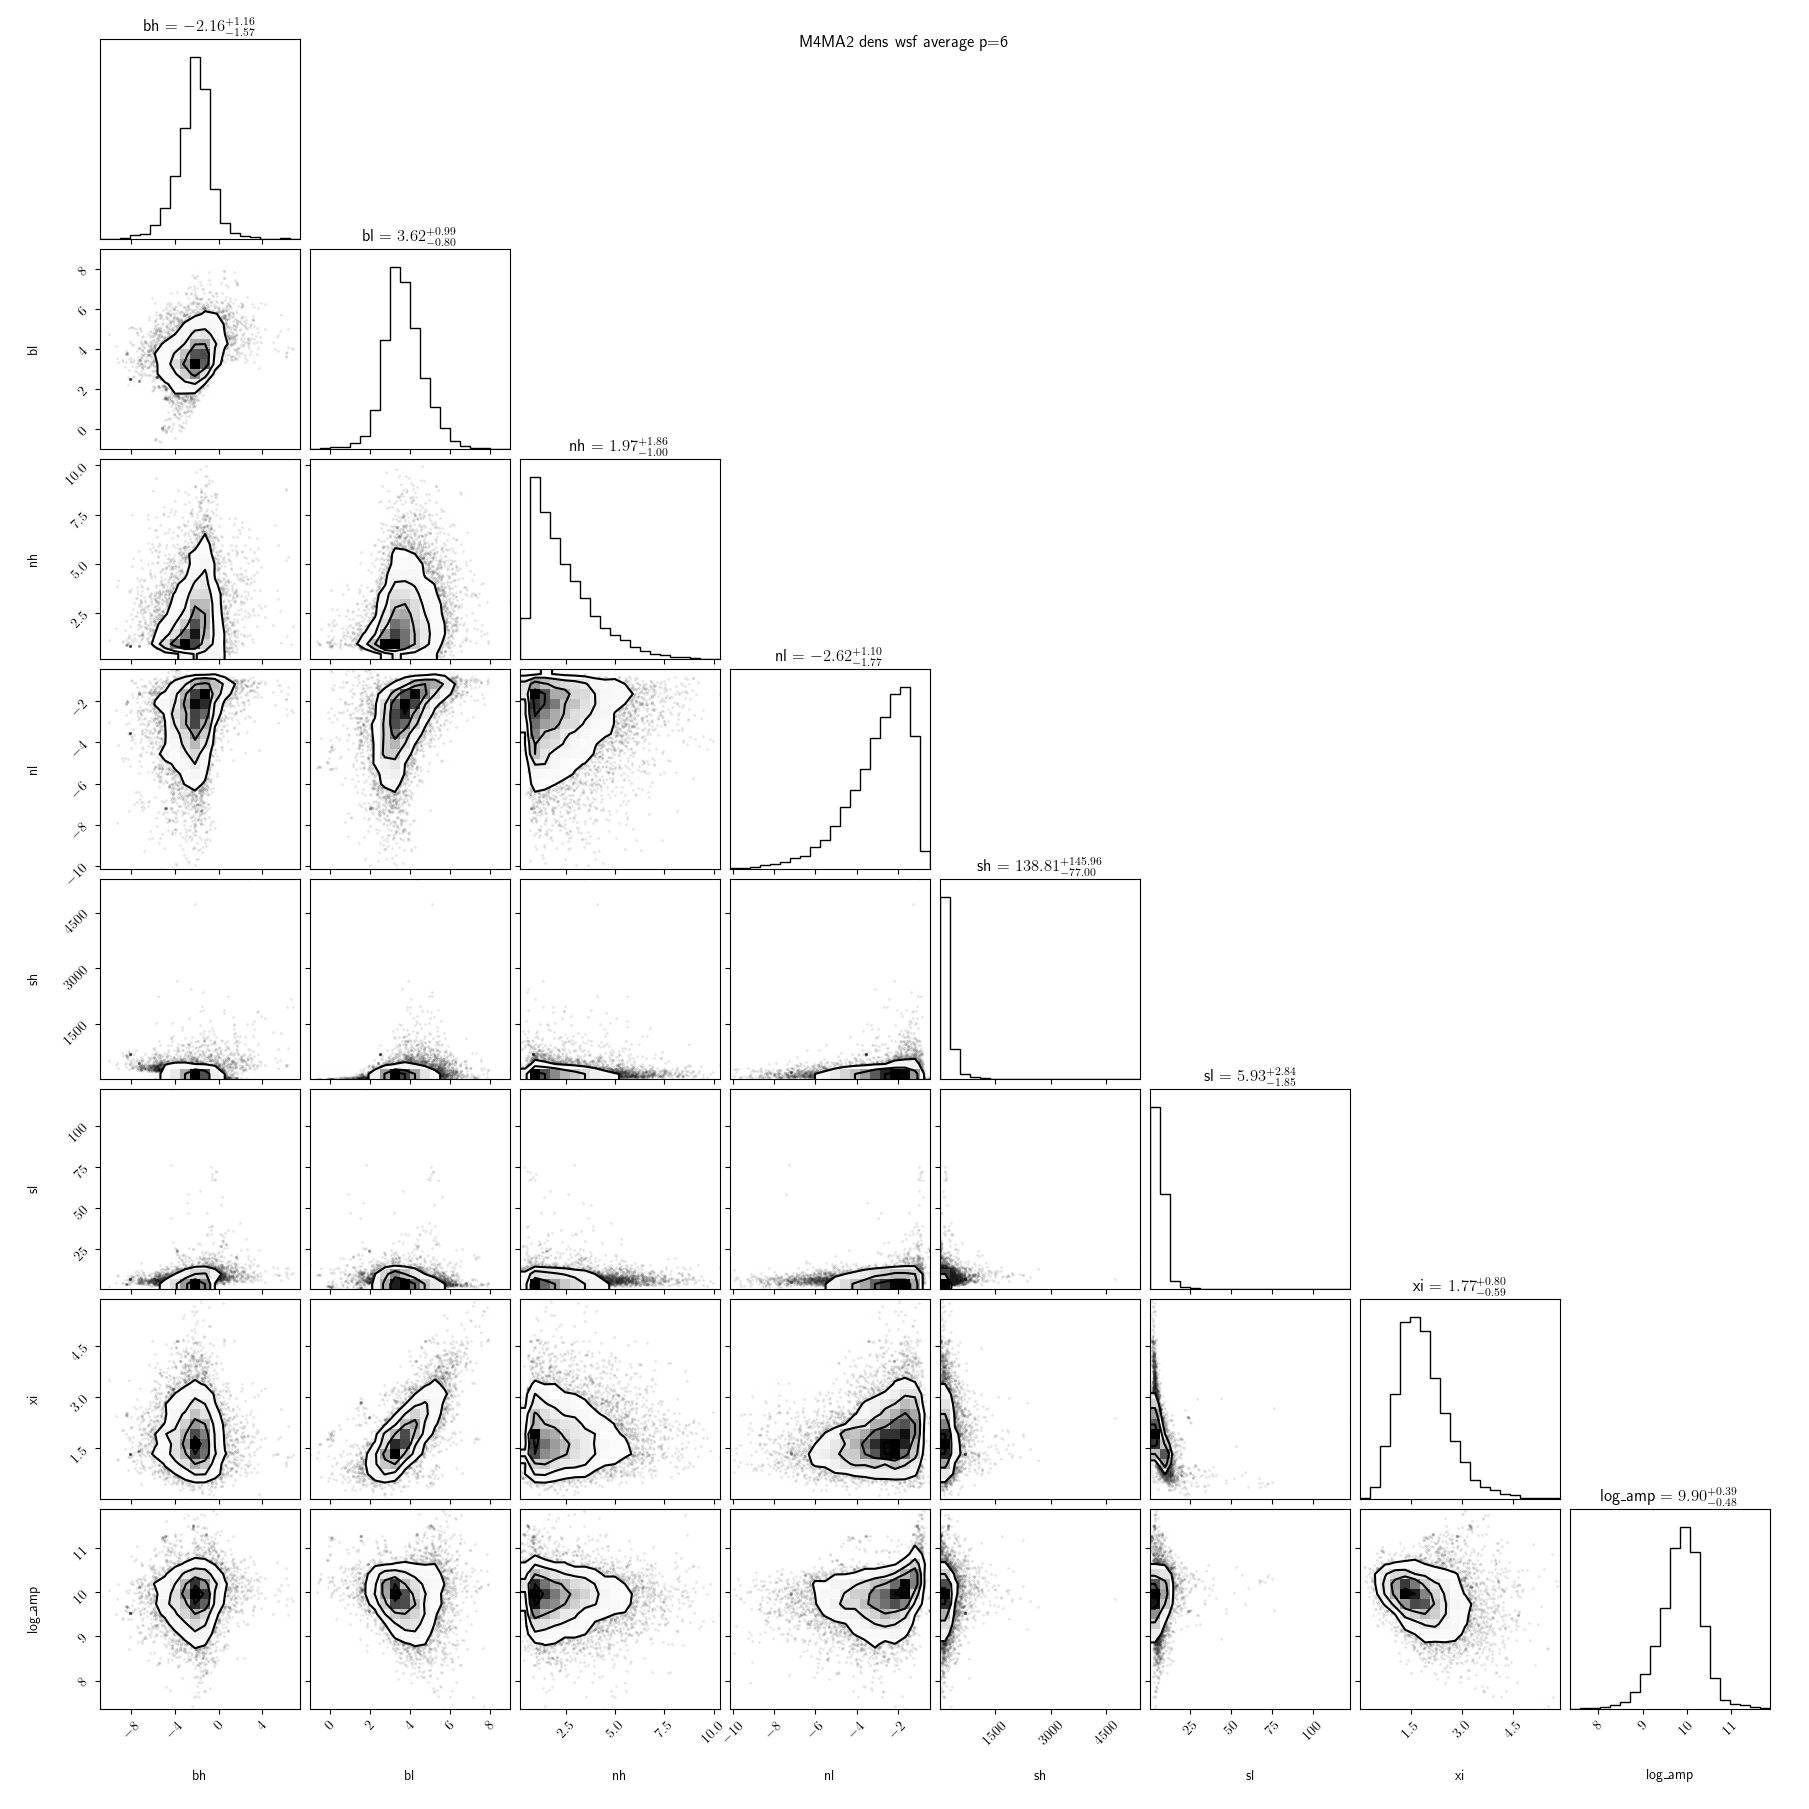 bh = −2.16 +1.16 −1.57
M4MA2 dens wsf average p=6
bl = 3.62 +0.99 −0.80
bl
8
6
4
2
0
nh = 1.97 +1.86 −1.00
nh
10.0
7.5
5.0
2.5
nl = −2.62 +1.10 −1.77
nl
−2
−4
−6
−8
−10
sh = 138.81 +145.96 −77.00
sh
4500
3000
1500
sl = 5.93 +2.84 −1.85
sl
100
75
50
25
xi = 1.77 +0.80 −0.59
xi
4.5
3.0
1.5
log_amp = 9.90 +0.39 −0.48
log_amp
11
10
9
8
−8 −4 0 4 0 2 4 6 8 2.5 5.0 7.5 10.0 −10 −8 −6 −4 −2 1500 3000 4500 25 50 75 100 1.5 3.0 4.5 8 9 10 11
bh bl nh nl sh sl xi log_amp